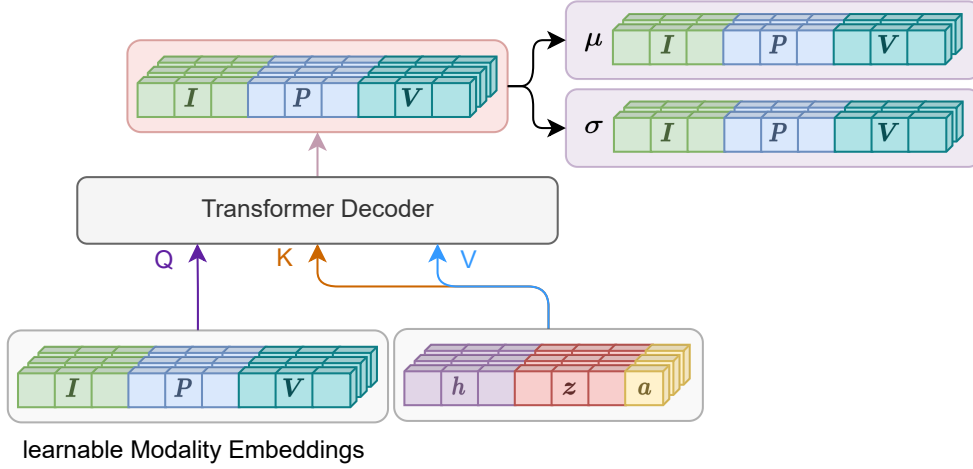 μ I P V
I P V
σ I P V
Transformer Decoder
Q K V
I P V h z a
learnable Modality Embeddings